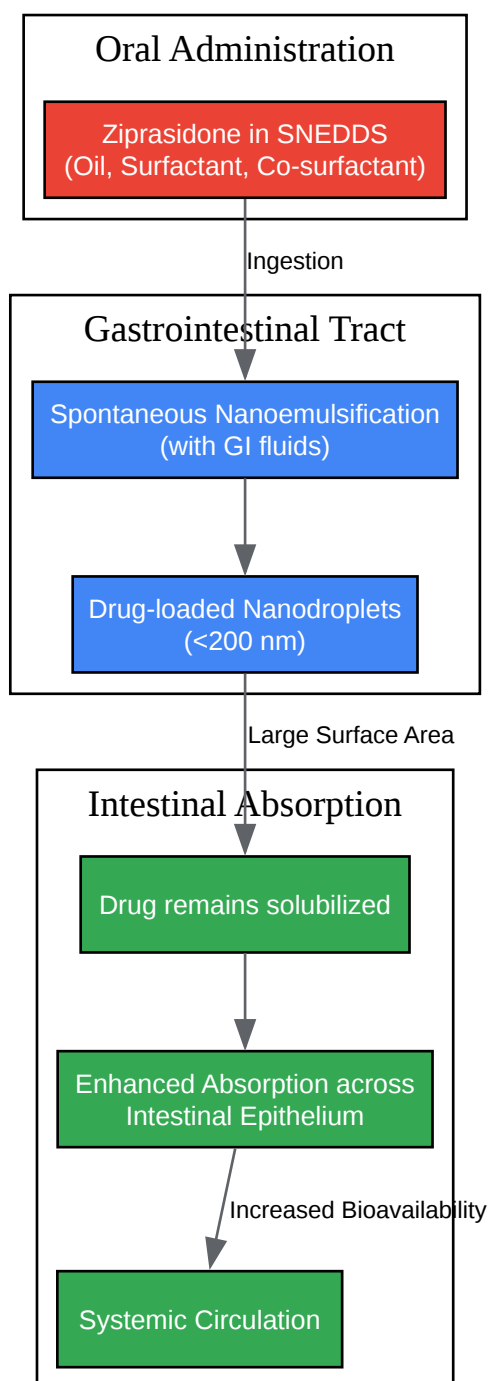 Oral Administration
Ziprasidone in SNEDDS
(Oil, Surfactant, Co-surfactant)
Ingestion
Gastrointestinal Tract
Spontaneous Nanoemulsification
(with GI fluids)
Drug-loaded Nanodroplets
(<200 nm)
Large Surface Area
Intestinal Absorption
Drug remains solubilized
Enhanced Absorption across
Intestinal Epithelium
Increased Bioavailability
Systemic Circulation